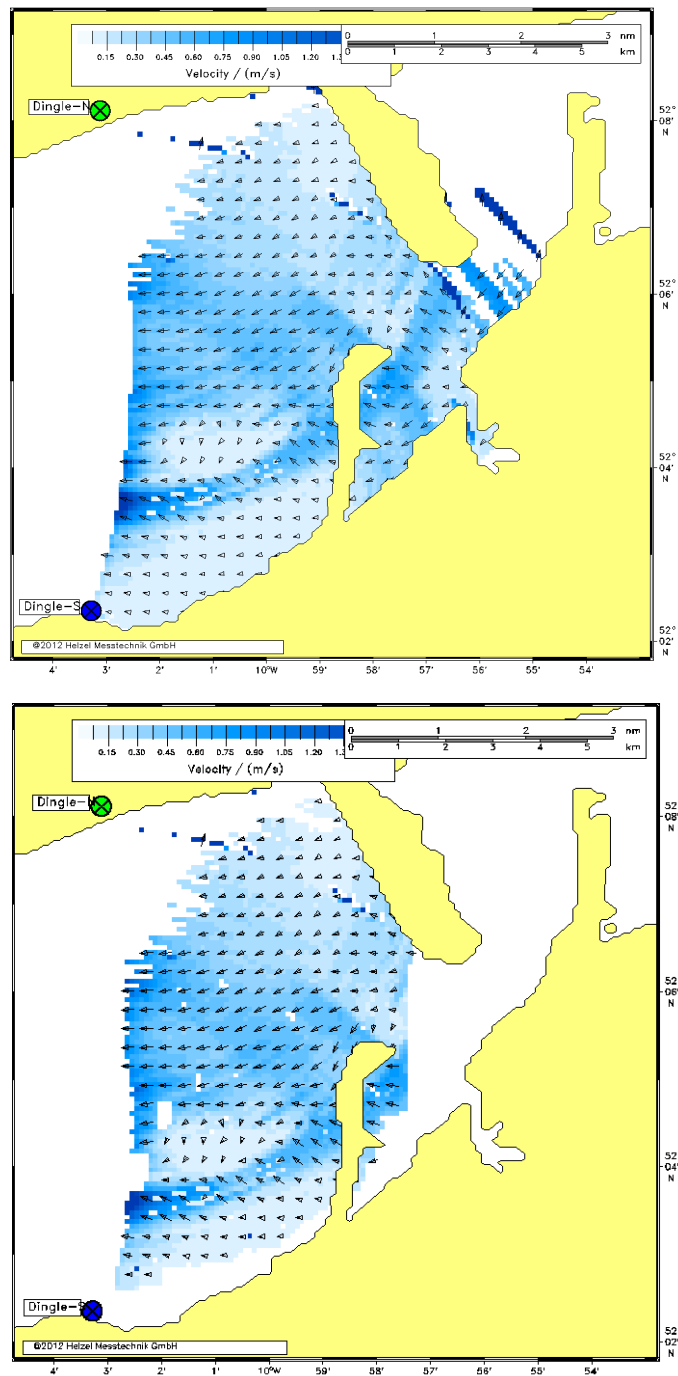 0 1 2 3 nm
0 1 2 3 4 5 km
0.15 0.30 0.45 0.60 0.75 0.90 1.05 1.20
Velocity / (m/s)
Dingle-N
52° 08' N
52° 06' N
52° 04' N
Dingle-S
52° 02' N
©2012 Helzel Messtechnik GmbH
4' 3' 2' 1' 10°W 59' 58' 57' 56' 55' 54'
0 1 2 3 nm
0 1 2 3 4 5 km
0.15 0.30 0.45 0.60 0.75 0.90 1.05 1.20
Velocity / (m/s)
Dingle-
52 08' N
52 06' N
52 04' N
Dingle-S
52 02' N
©2012 Helzel Messtechnik GmbH
4' 3' 2' 1' 10°W 59' 58' 57' 56' 55' 54'